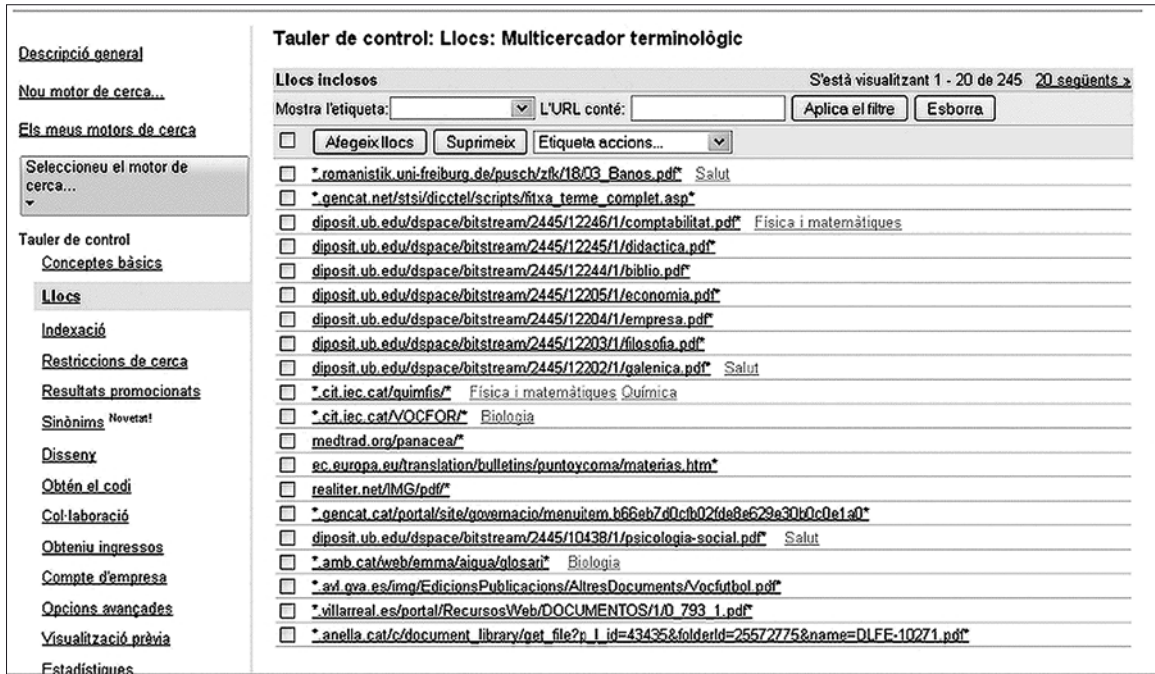 Descripció general
Nou motor de cerca...
Els meus motors de cerca
Seleccioneu el motor de
cerca...
Tauler de control
Conceptes bàsics
Llocs
Indexació
Restriccions de cerca
Resultats promocionats
Sinònims Novetat!
Disseny
Obtén el codi
Col·laboració
Obteniu ingressos
Compte d'empresa
Opcions avançades
Visualització prèvia
Estadístiques
Tauler de control: Llocs: Multicercador terminològic
Llocs inclosos S'està visualitzant 1 - 20 de 245 20 següents »
Mostra l'etiqueta: L'URL conté: Aplica el filtre Esborra
Afegeix llocs Suprimeix Etiqueta accions...
*.romanistik.uni-freiburg.de/pusch/zfk/18/03_Banos.pdf* Salut
*.gencat.net/stsi/dicctel/scripts/fitxa_terme_complet.asp*
diposit.ub.edu/dspace/bitstream/2445/12246/1/comptabilitat.pdf* Física i matemàtiques
diposit.ub.edu/dspace/bitstream/2445/12245/1/didactica.pdf*
diposit.ub.edu/dspace/bitstream/2445/12244/1/biblio.pdf*
diposit.ub.edu/dspace/bitstream/2445/12205/1/economia.pdf*
diposit.ub.edu/dspace/bitstream/2445/12204/1/empresa.pdf*
diposit.ub.edu/dspace/bitstream/2445/12203/1/filosofia.pdf*
diposit.ub.edu/dspace/bitstream/2445/12202/1/galenica.pdf* Salut
*.cit.iec.cat/quimfis/* Física i matemàtiques Química
*.cit.iec.cat/VOCFOR/* Biologia
medtrad.org/panacea/*
ec.europa.eu/translation/bulletins/puntoycoma/materias.htm*
realiter.net/IMG/pdf/*
*.gencat.cat/portal/site/governacio/menuitem.b66eb7d0cfb02fde8e629e30b0c0e1a0*
diposit.ub.edu/dspace/bitstream/2445/10438/1/psicologia-social.pdf* Salut
*.amb.cat/web/emma/aigua/glosari* Biologia
*.avl.gva.es/img/EdicionsPublicacions/AltresDocuments/Vocfutbol.pdf*
*.villarreal.es/portal/RecursosWeb/DOCUMENTOS/1/0_793_1.pdf*
*.anella.cat/c/document_library/get_file?p_l_id=43435&folderId=25572775&name=DLFE-10271.pdf*